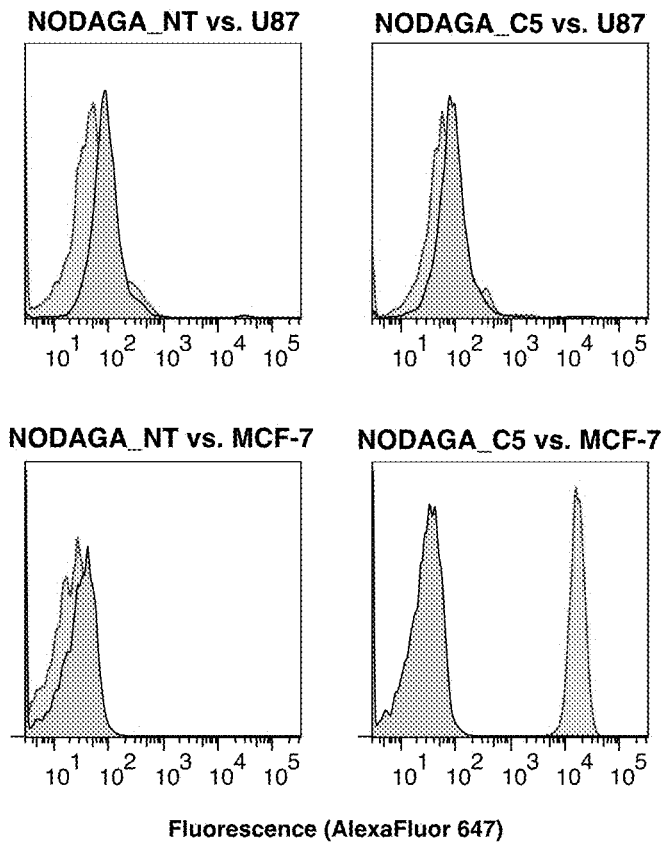 NODAGA_NT vs. U87
NODAGA_C5 vs. U87
10^1 10^2 10^3 10^4 10^5
10^1 10^2 10^3 10^4 10^5
NODAGA_NT vs. MCF-7
NODAGA_C5 vs. MCF-7
10^1 10^2 10^3 10^4 10^5
10^1 10^2 10^3 10^4 10^5
Fluorescence (AlexaFluor 647)